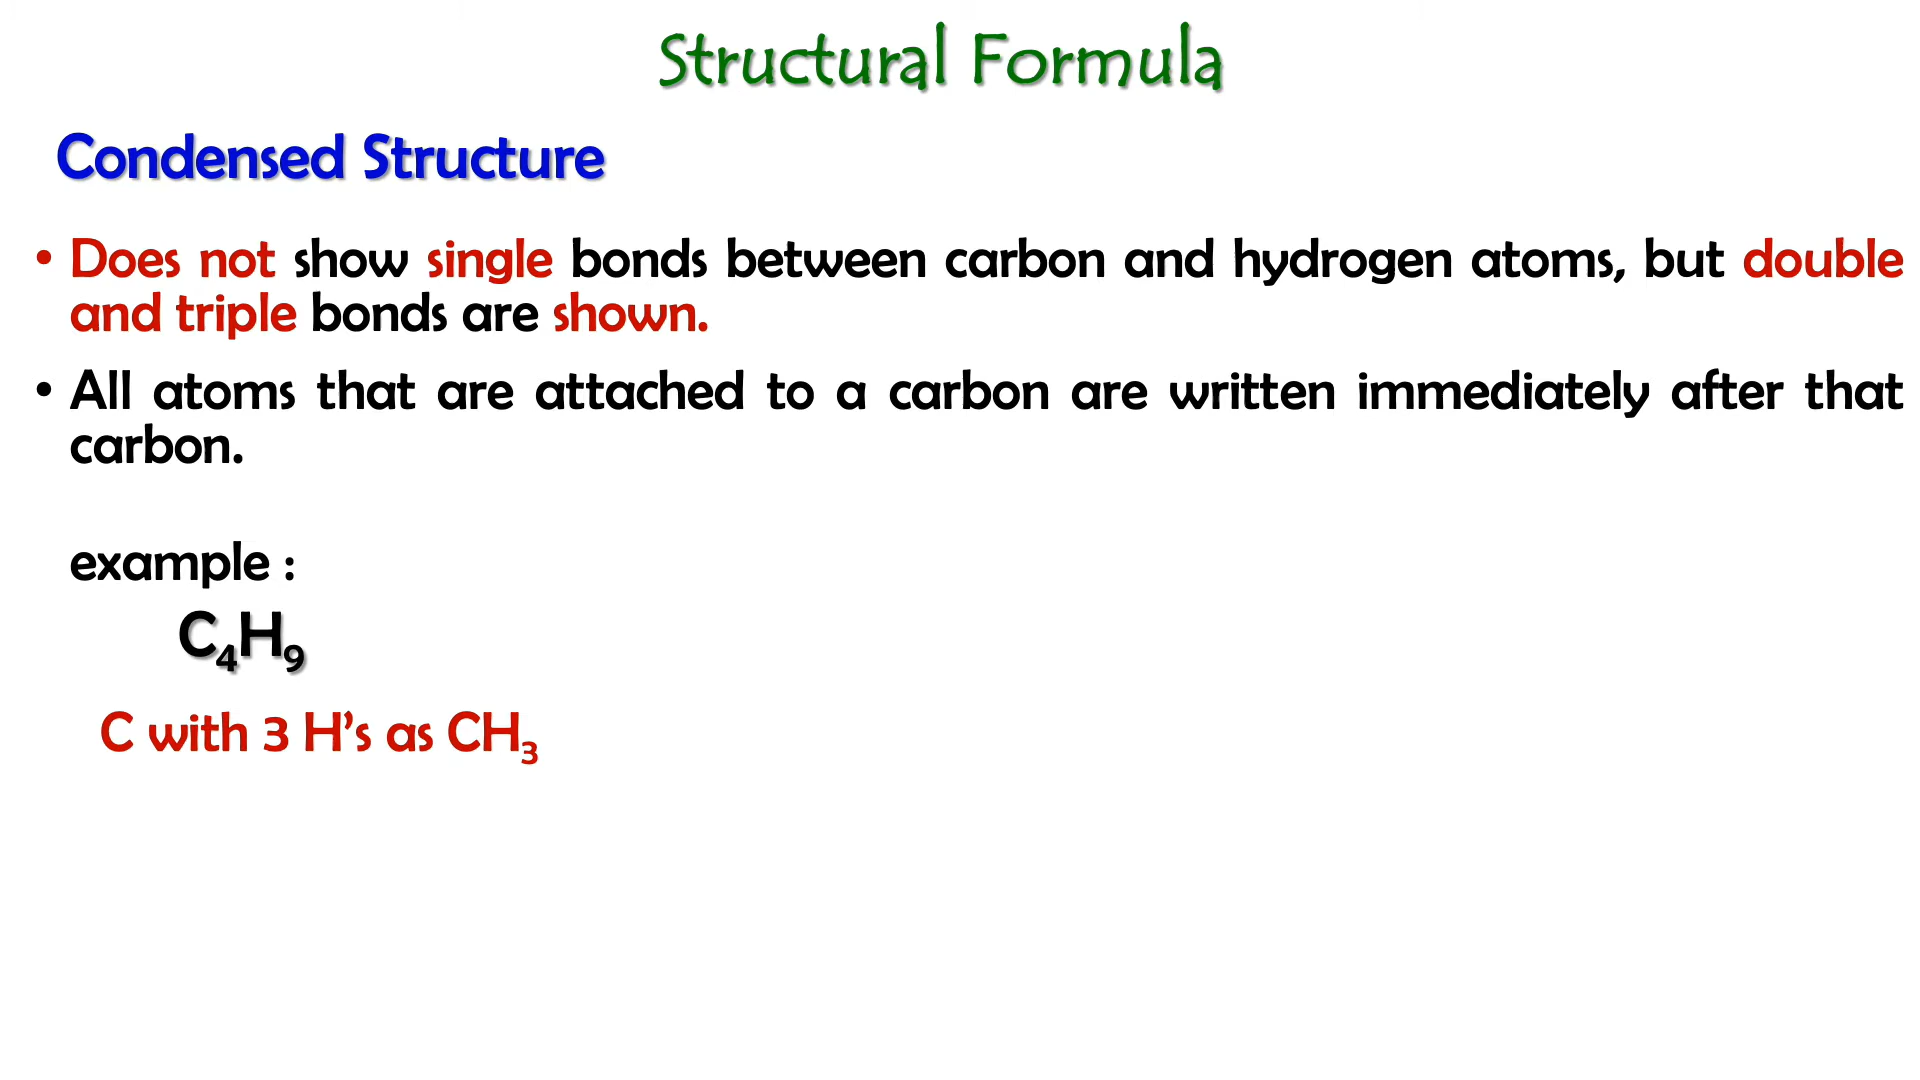 Structural Formula
Condensed Structure
• Does not show single bonds between carbon and hydrogen atoms, but double
and triple bonds are shown.
• All atoms that are attached to a carbon are written immediately after that
carbon.
example :
C₄H₉
C with 3 H’s as CH₃